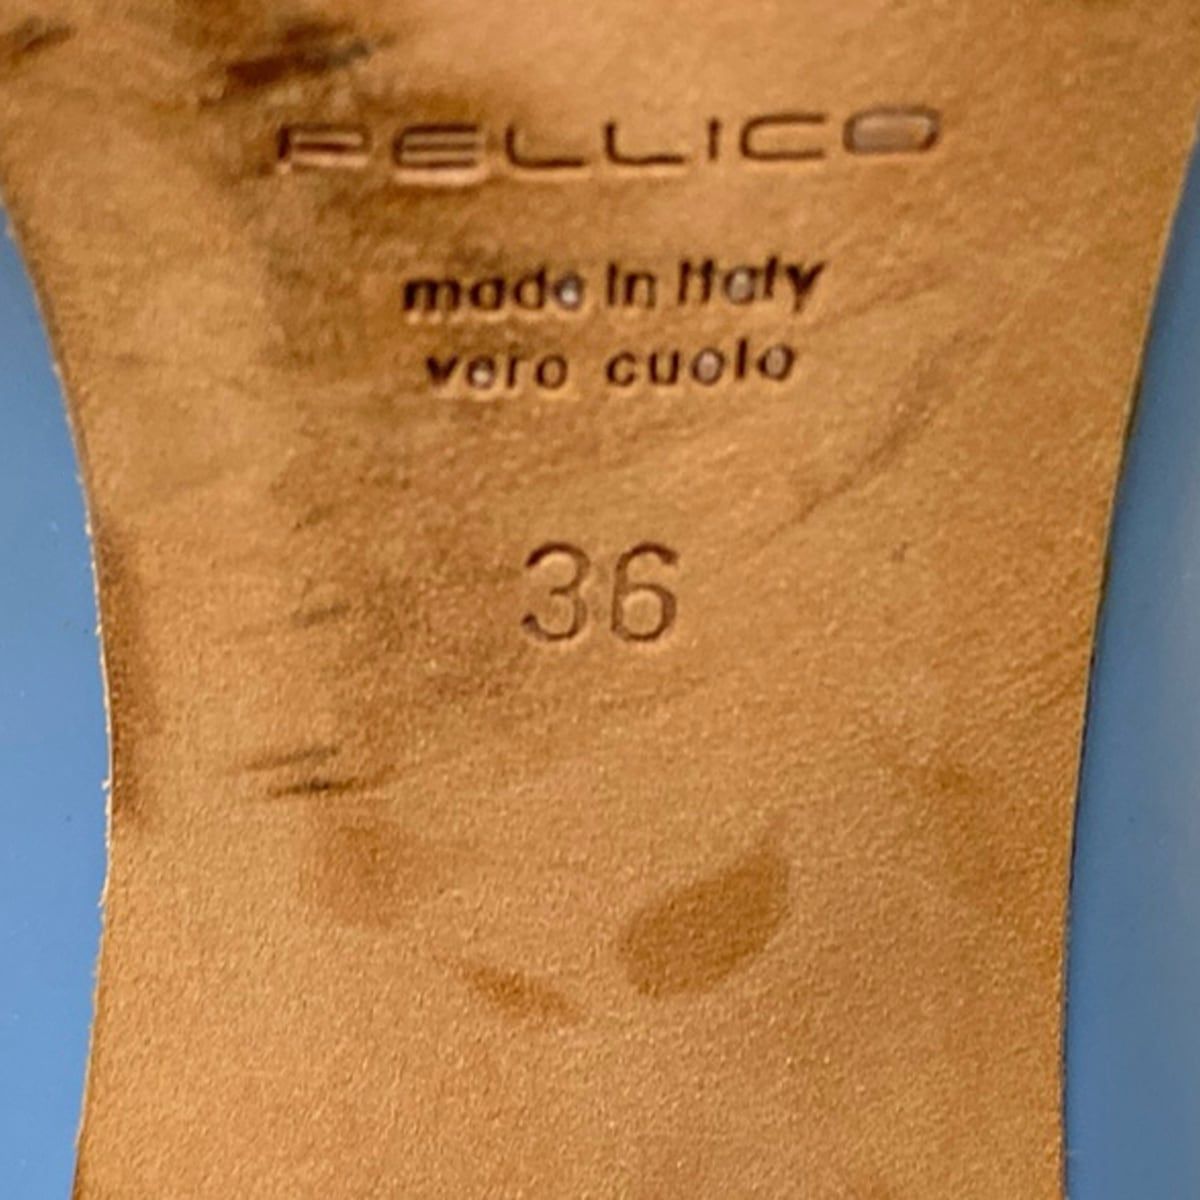 PELLICO
made in Italy
vero cuoio
36